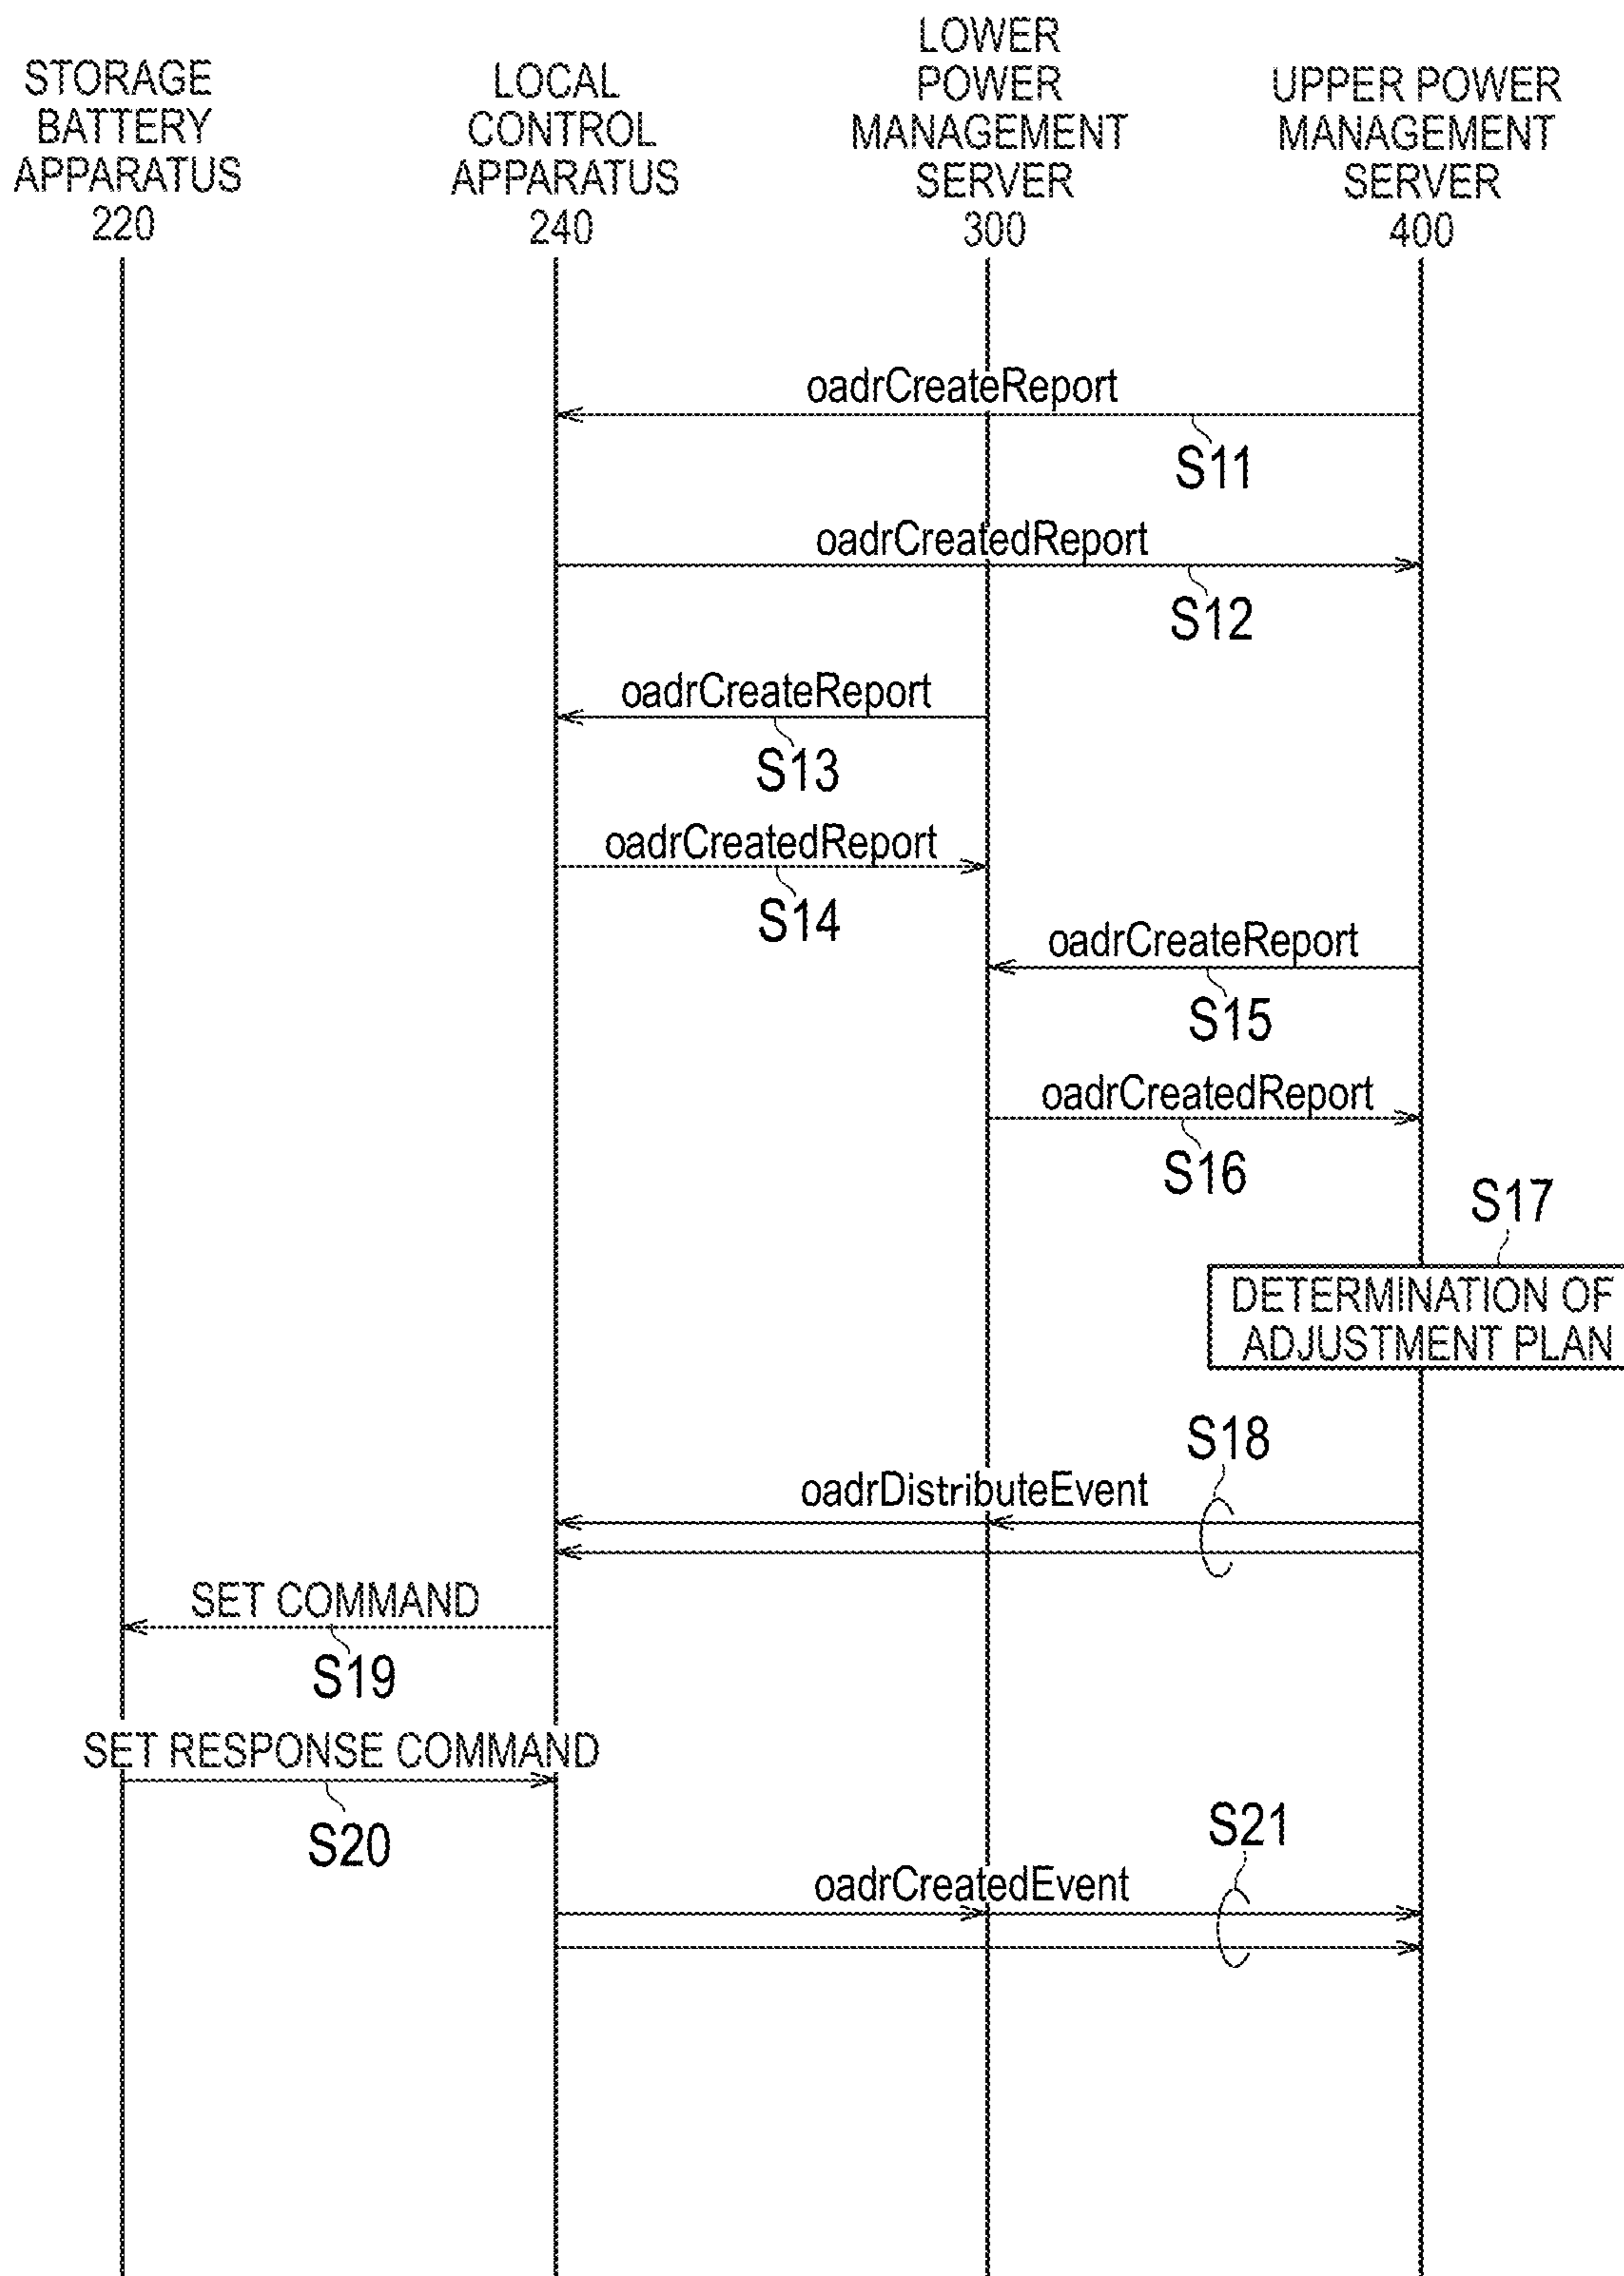 STORAGE
BATTERY
APPARATUS
220
LOCAL
CONTROL
APPARATUS
240
LOWER
POWER
MANAGEMENT
SERVER
300
UPPER POWER
MANAGEMENT
SERVER
400
oadrCreateReport
S11
oadrCreatedReport
S12
oadrCreateReport
S13
oadrCreatedReport
S14
oadrCreateReport
S15
oadrCreatedReport
S16
S17
DETERMINATION OF
ADJUSTMENT PLAN
S18
oadrDistributeEvent
SET COMMAND
S19
SET RESPONSE COMMAND
S20
S21
oadrCreatedEvent